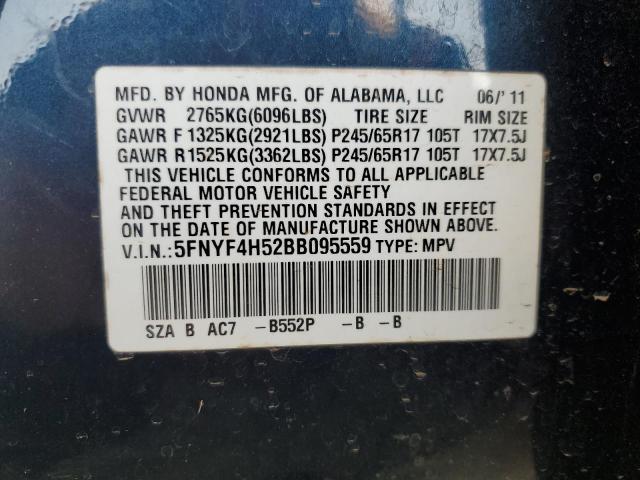 MFD. BY HONDA MFG. OF ALABAMA, LLC 06/'11
GVWR 2765KG(6096LBS) TIRE SIZE RIM SIZE
GAWR F 1325KG(2921LBS) P245/65R17 105T 17X7.5J
GAWR R 1525KG(3362LBS) P245/65R17 105T 17X7.5J
THIS VEHICLE CONFORMS TO ALL APPLICABLE
FEDERAL MOTOR VEHICLE SAFETY
AND THEFT PREVENTION STANDARDS IN EFFECT
ON THE DATE OF MANUFACTURE SHOWN ABOVE.
V.I.N.:5FNYF4H52BB095559 TYPE: MPV
SZA B AC7 -B552P -B -B